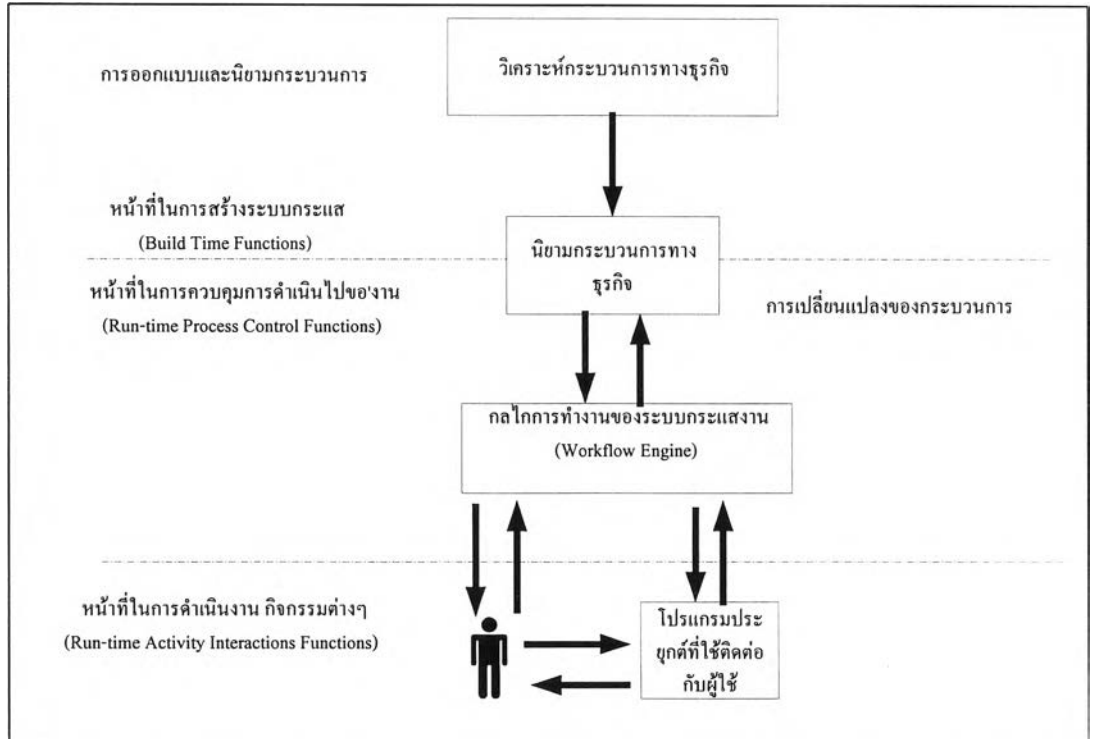 วิเคราะห์กระบวนการทางธุรกิจ
การออกแบบและนิยามกระบวนการ
หน้าที่ในการสร้างระบบกระแส
(Build Time Functions)
นิยามกระบวนการทาง
ธุรกิจ
หน้าที่ในการควบคุมการดำเนินไปขอ'งาน
(Run-time Process Control Functions)
การเปลี่ยนแปลงของกระบวนการ
กลไกการทำงานของระบบกระแสงาน
(Workflow Engine)
หน้าที่ในการดำเนินงาน กิจกรรมต่างๆ
(Run-time Activity Interactions Functions)
โปรแกรมประ
ยุกต์ที่ใช้ติดต่อ
กับผู้ใช้